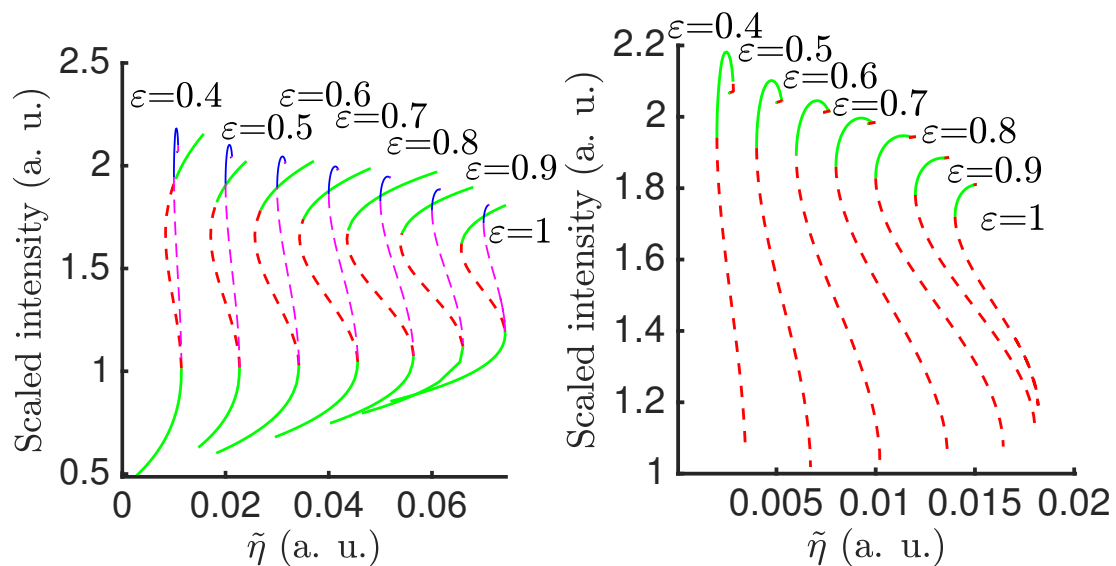 2.5
2
1.5
1
0.5
0
0.02
0.04
0.06
Scaled intensity (a. u.)
η̃ (a. u.)
ε=0.4
ε=0.5
ε=0.6
ε=0.7
ε=0.8
ε=0.9
ε=1
2.2
2
1.8
1.6
1.4
1.2
1
0.005
0.01
0.015
0.02
Scaled intensity (a. u.)
η̃ (a. u.)
ε=0.4
ε=0.5
ε=0.6
ε=0.7
ε=0.8
ε=0.9
ε=1